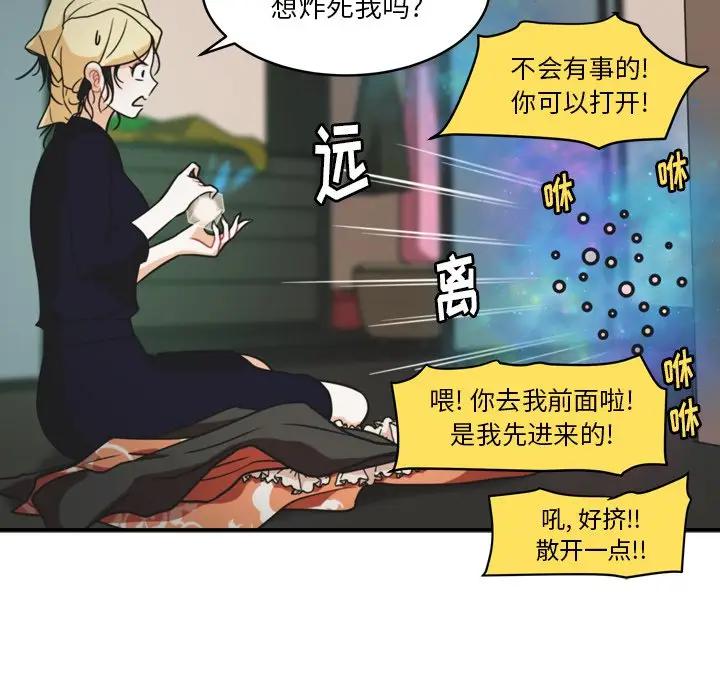 想炸死我吗?
不会有事的!
你可以打开!
远
离
咻
咻
咻
咻
喂! 你去我前面啦!
是我先进来的!
吼, 好挤!!
散开一点!!